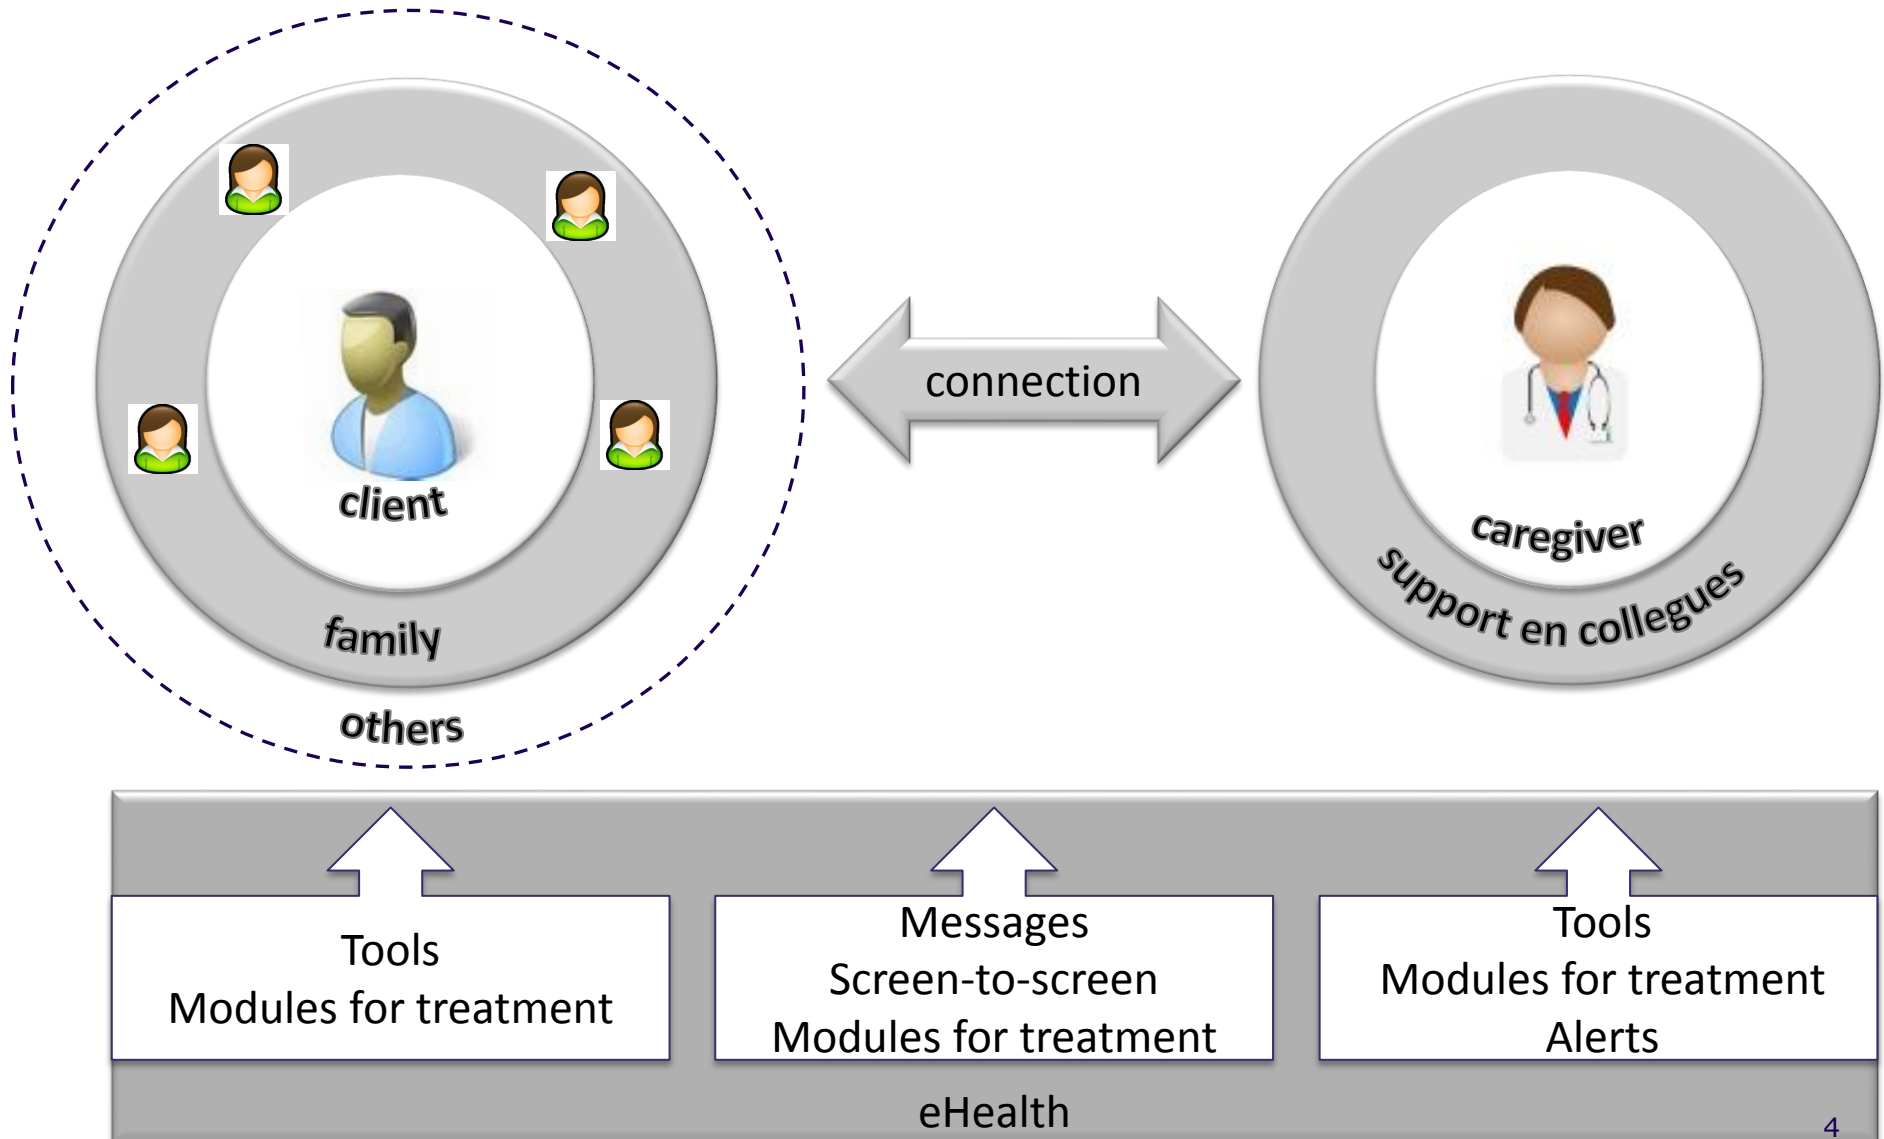 client
family
others
connection
caregiver
support en collegues
Tools
Modules for treatment
Messages
Screen-to-screen
Modules for treatment
Tools
Modules for treatment
Alerts
eHealth
4